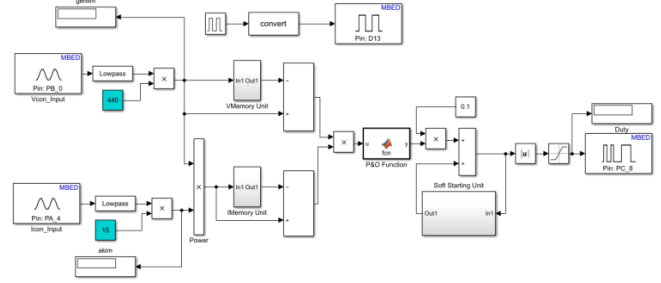 gerilim
convert
MBED
Pin: D13
MBED
Pin: PB_0
Vcon_Input
Lowpass
×
440
In1 Out1
VMemory Unit
−
+
0.1
×
u
fcn
y
P&O Function
×
+
+
|u|
Duty
MBED
Pin: PC_8
Soft Starting Unit
Out1
In1
MBED
Pin: PA_4
Icon_Input
Lowpass
×
15
×
Power
In1 Out1
IMemory Unit
−
+
akim